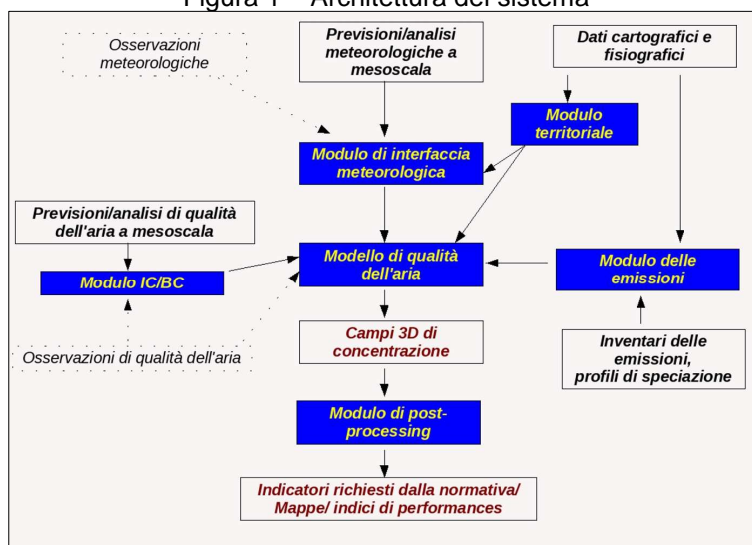 Figura 1 – Architettura del sistema
Osservazioni
meteorologiche
Previsioni/analisi
meteorologiche a
mesoscala
Dati cartografici e
fisiografici
Modulo
territoriale
Modulo di interfaccia
meteorologica
Previsioni/analisi di qualità
dell'aria a mesoscala
Modulo IC/BC
Modello di qualità
dell'aria
Modulo delle
emissioni
Osservazioni di qualità dell'aria
Campi 3D di
concentrazione
Inventari delle
emissioni,
profili di speciazione
Modulo di post-
processing
Indicatori richiesti dalla normativa/
Mappe/ indici di performances